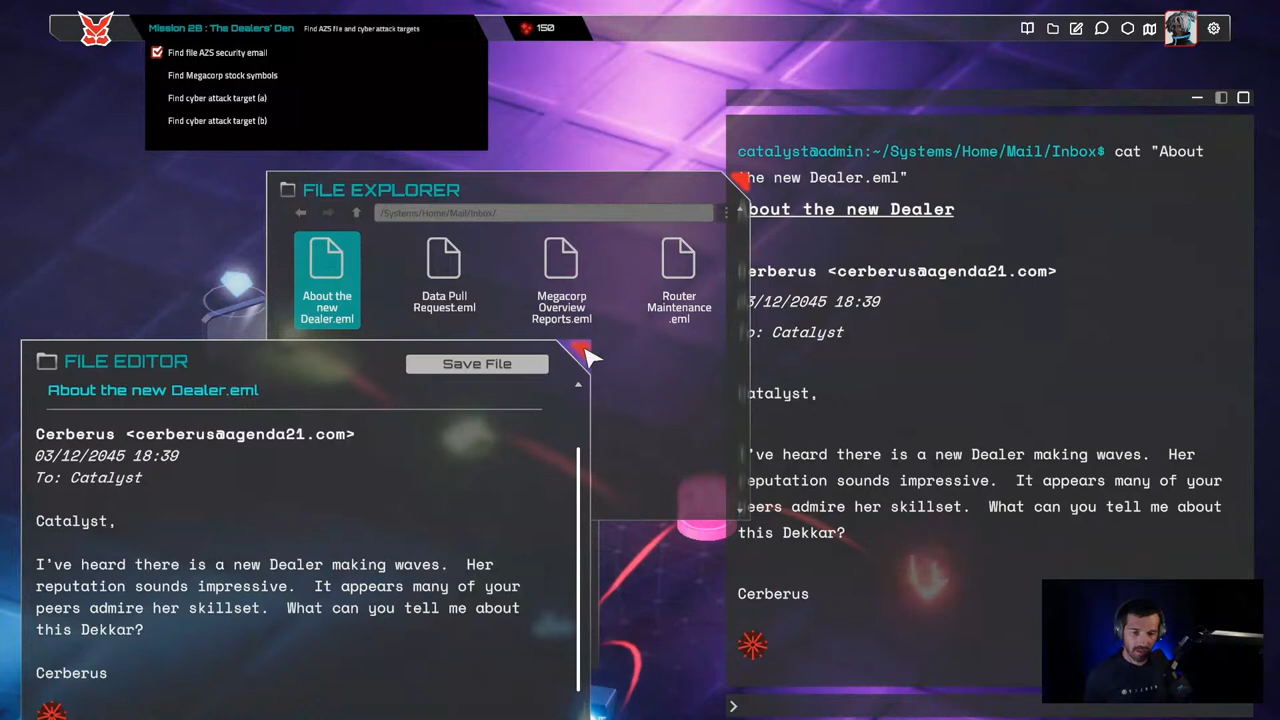 Mission 2B : The Dealers' Den
Find AZS file and cyber attack targets
Find file AZS security email
Find Megacorp stock symbols
Find cyber attack target (a)
Find cyber attack target (b)
150
FILE EXPLORER
/Systems/Home/Mail/Inbox/
About the
new
Dealer.eml
Data Pull
Request.eml
Megacorp
Overview
Reports.eml
Router
Maintenance
.eml
FILE EDITOR
Save File
About the new Dealer.eml
Cerberus <cerberus@agenda21.com>
03/12/2045 18:39
To: Catalyst
Catalyst,
I've heard there is a new Dealer making waves. Her
reputation sounds impressive. It appears many of your
peers admire her skillset. What can you tell me about
this Dekkar?
Cerberus
catalyst@admin:~/Systems/Home/Mail/Inbox$ cat "About
the new Dealer.eml"
About the new Dealer
Cerberus <cerberus@agenda21.com>
03/12/2045 18:39
To: Catalyst
Catalyst,
I've heard there is a new Dealer making waves. Her
reputation sounds impressive. It appears many of your
peers admire her skillset. What can you tell me about
this Dekkar?
Cerberus
>